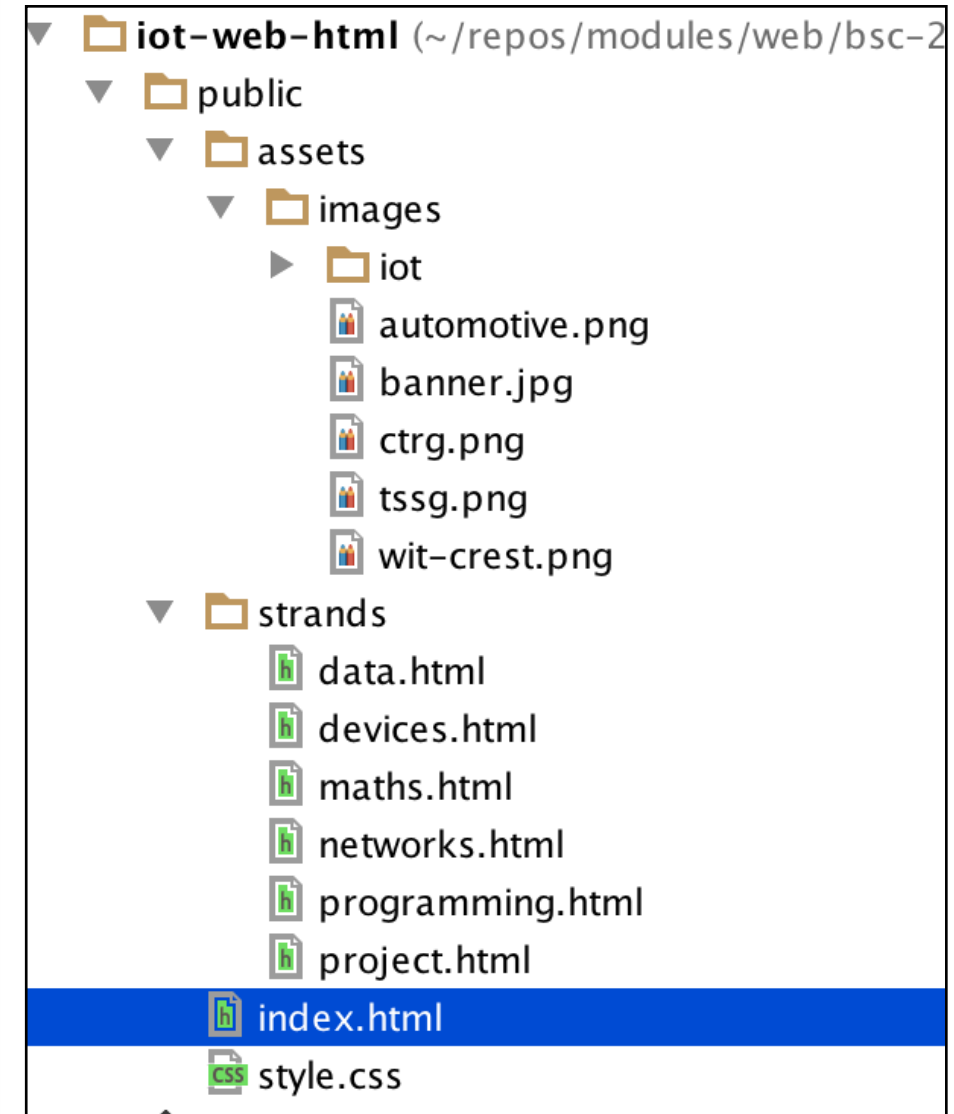 iot-web-html (~/repos/modules/web/bsc-2
public
assets
images
iot
automotive.png
banner.jpg
ctrg.png
tssg.png
wit-crest.png
strands
h data.html
h devices.html
h maths.html
h networks.html
h programming.html
h project.html
h index.html
CSS style.css